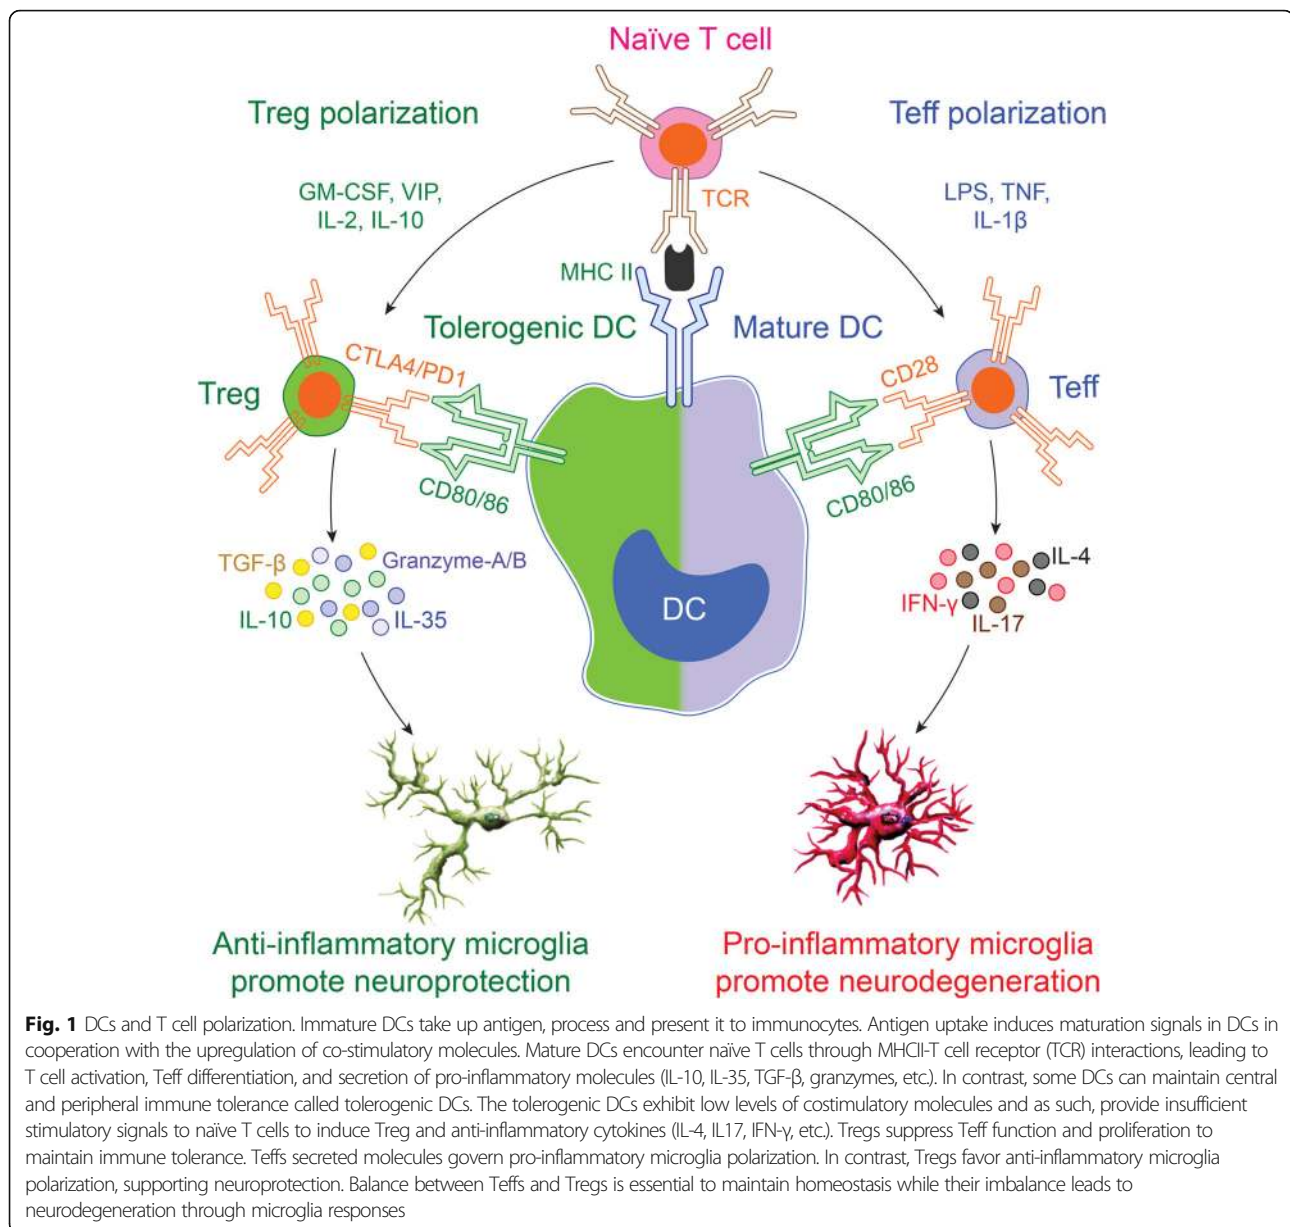 Naïve T cell
Treg polarization
Teff polarization
GM-CSF, VIP,
IL-2, IL-10
LPS, TNF,
IL-1β
TCR
MHC II
Tolerogenic DC
Mature DC
CTLA4/PD1
CD28
Treg
Teff
CD80/86
CD80/86
TGF-β
Granzyme-A/B
IL-10
IL-35
IL-4
IFN-γ
IL-17
DC
Anti-inflammatory microglia
promote neuroprotection
Pro-inflammatory microglia
promote neurodegeneration
Fig. 1 DCs and T cell polarization. Immature DCs take up antigen, process and present it to immunocytes. Antigen uptake induces maturation signals in DCs in
cooperation with the upregulation of co-stimulatory molecules. Mature DCs encounter naïve T cells through MHCII-T cell receptor (TCR) interactions, leading to
T cell activation, Teff differentiation, and secretion of pro-inflammatory molecules (IL-10, IL-35, TGF-β, granzymes, etc.). In contrast, some DCs can maintain central
and peripheral immune tolerance called tolerogenic DCs. The tolerogenic DCs exhibit low levels of costimulatory molecules and as such, provide insufficient
stimulatory signals to naïve T cells to induce Treg and anti-inflammatory cytokines (IL-4, IL17, IFN-γ, etc.). Tregs suppress Teff function and proliferation to
maintain immune tolerance. Teffs secreted molecules govern pro-inflammatory microglia polarization. In contrast, Tregs favor anti-inflammatory microglia
polarization, supporting neuroprotection. Balance between Teffs and Tregs is essential to maintain homeostasis while their imbalance leads to
neurodegeneration through microglia responses